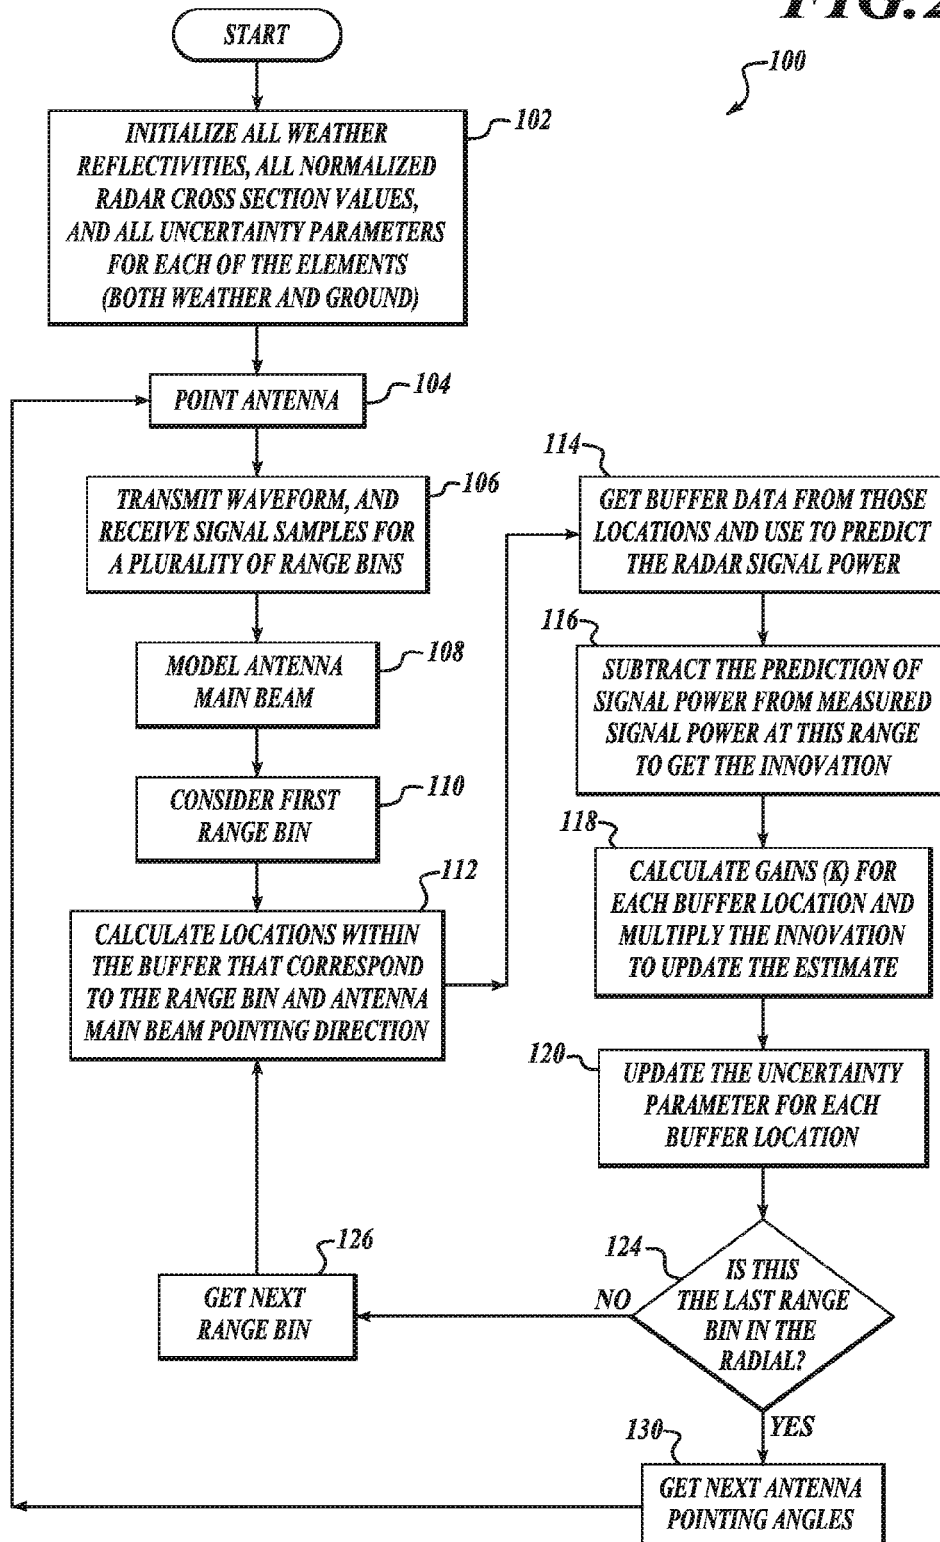 FIG. 2
100
START
102
INITIALIZE ALL WEATHER
REFLECTIVITIES, ALL NORMALIZED
RADAR CROSS SECTION VALUES,
AND ALL UNCERTAINTY PARAMETERS
FOR EACH OF THE ELEMENTS
(BOTH WEATHER AND GROUND)
104
POINT ANTENNA
106
TRANSMIT WAVEFORM, AND
RECEIVE SIGNAL SAMPLES FOR
A PLURALITY OF RANGE BINS
108
MODEL ANTENNA
MAIN BEAM
110
CONSIDER FIRST
RANGE BIN
112
CALCULATE LOCATIONS WITHIN
THE BUFFER THAT CORRESPOND
TO THE RANGE BIN AND ANTENNA
MAIN BEAM POINTING DIRECTION
114
GET BUFFER DATA FROM THOSE
LOCATIONS AND USE TO PREDICT
THE RADAR SIGNAL POWER
116
SUBTRACT THE PREDICTION OF
SIGNAL POWER FROM MEASURED
SIGNAL POWER AT THIS RANGE
TO GET THE INNOVATION
118
CALCULATE GAINS (K) FOR
EACH BUFFER LOCATION AND
MULTIPLY THE INNOVATION
TO UPDATE THE ESTIMATE
120
UPDATE THE UNCERTAINTY
PARAMETER FOR EACH
BUFFER LOCATION
124
IS THIS
THE LAST RANGE
BIN IN THE
RADIAL?
NO
126
GET NEXT
RANGE BIN
YES
130
GET NEXT ANTENNA
POINTING ANGLES